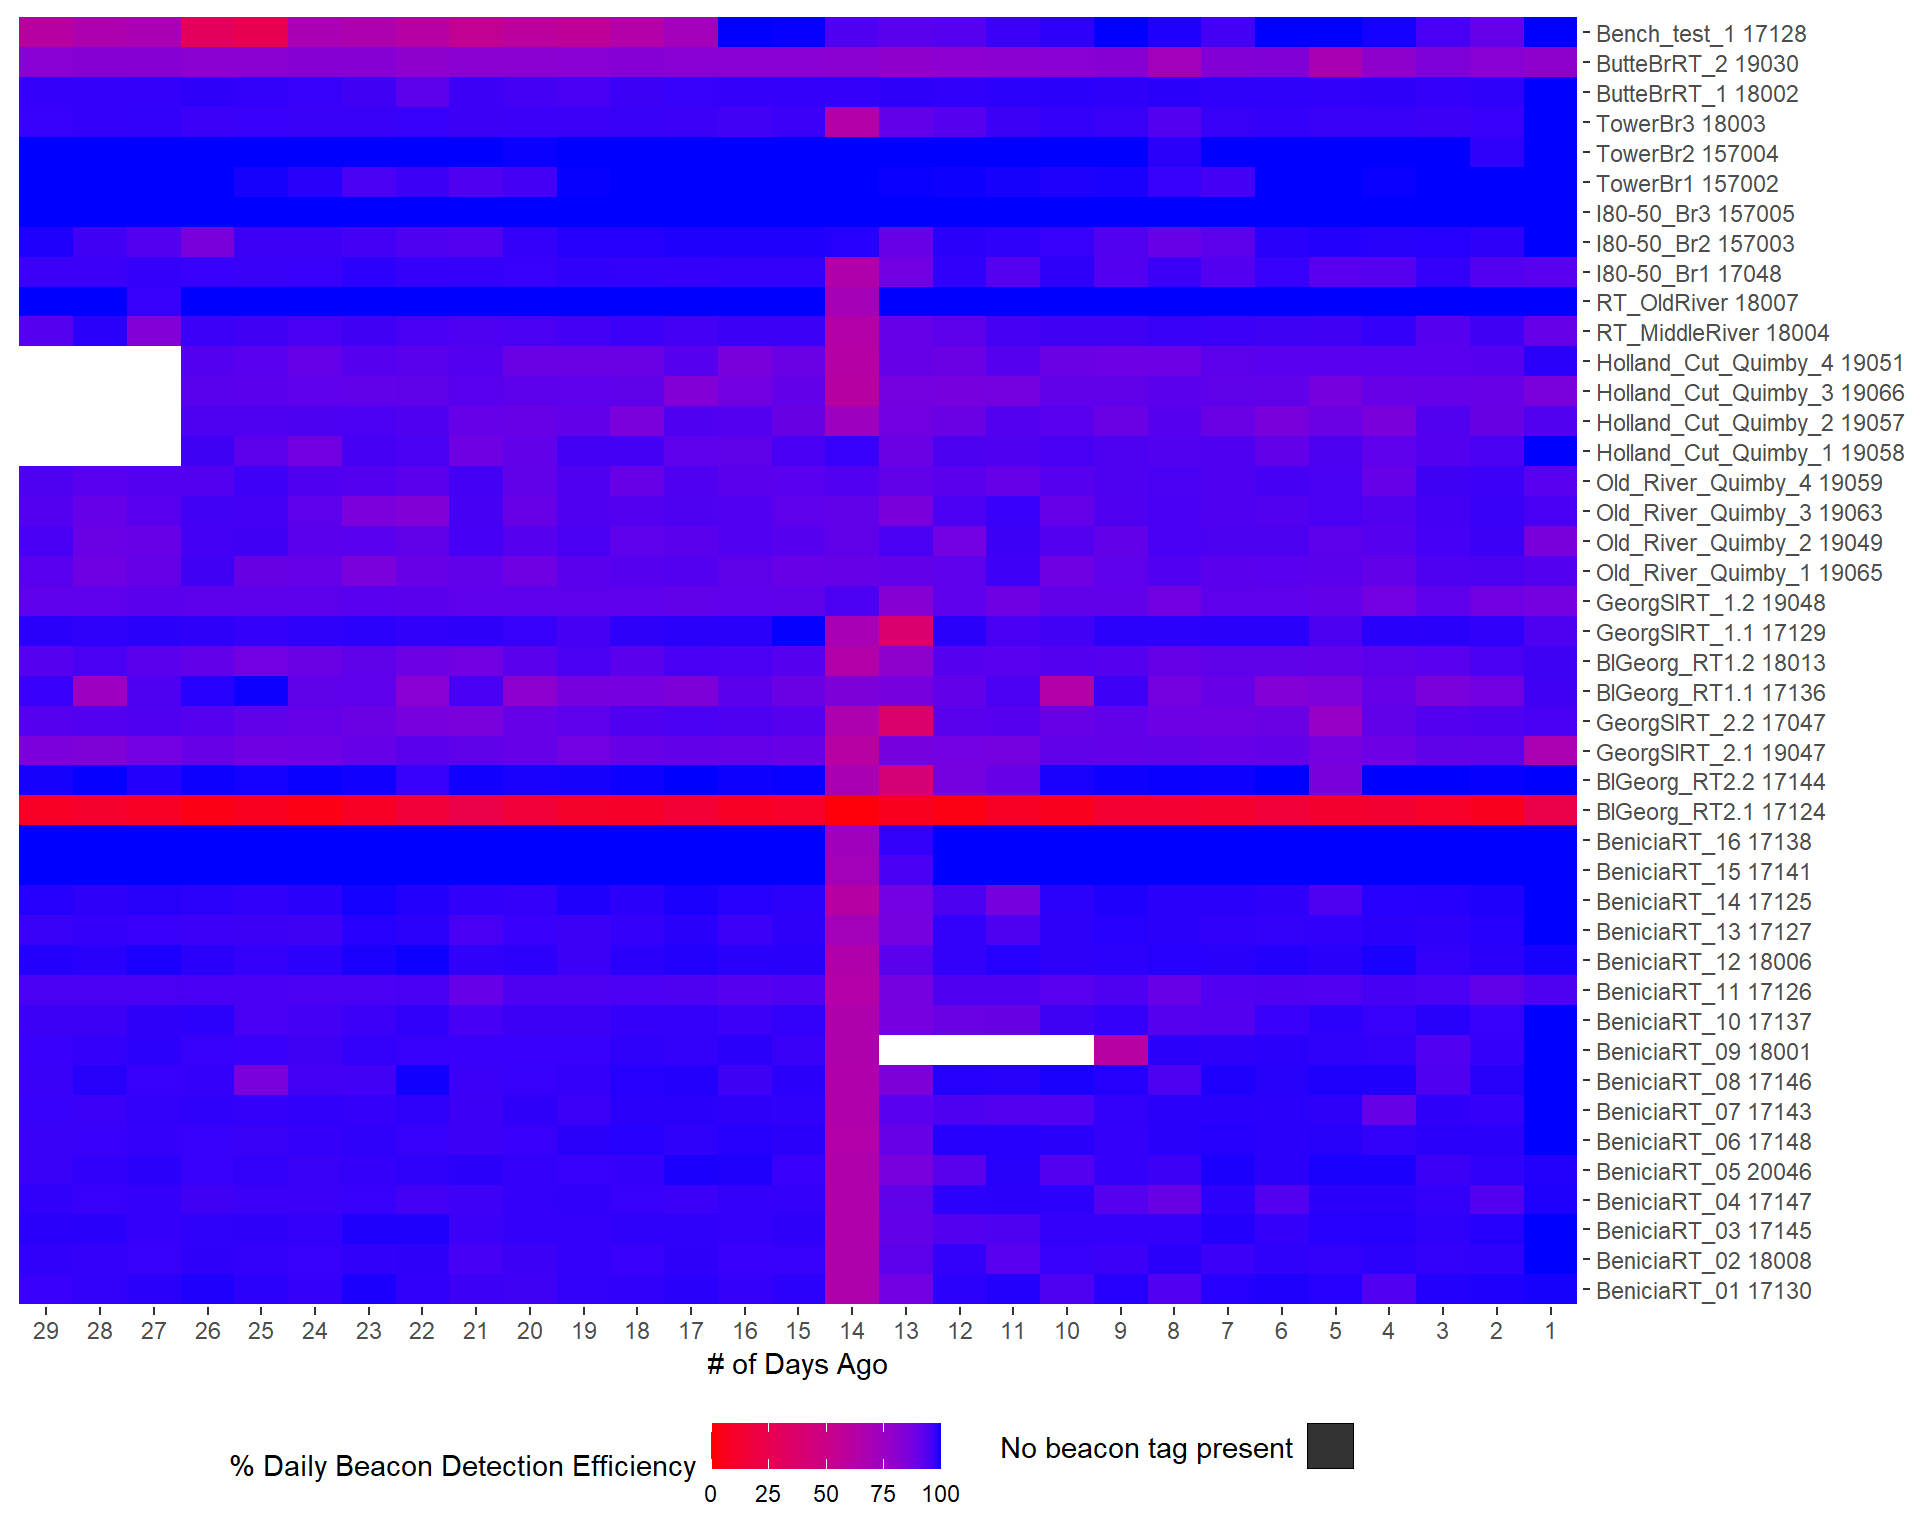 Bench_test_1 17128
ButteBrRT_2 19030
ButteBrRT_1 18002
TowerBr3 18003
TowerBr2 157004
TowerBr1 157002
I80-50_Br3 157005
I80-50_Br2 157003
I80-50_Br1 17048
RT_OldRiver 18007
RT_MiddleRiver 18004
Holland_Cut_Quimby_4 19051
Holland_Cut_Quimby_3 19066
Holland_Cut_Quimby_2 19057
Holland_Cut_Quimby_1 19058
Old_River_Quimby_4 19059
Old_River_Quimby_3 19063
Old_River_Quimby_2 19049
Old_River_Quimby_1 19065
GeorgSlRT_1.2 19048
GeorgSlRT_1.1 17129
BlGeorg_RT1.2 18013
BlGeorg_RT1.1 17136
GeorgSlRT_2.2 17047
GeorgSlRT_2.1 19047
BlGeorg_RT2.2 17144
BlGeorg_RT2.1 17124
BeniciaRT_16 17138
BeniciaRT_15 17141
BeniciaRT_14 17125
BeniciaRT_13 17127
BeniciaRT_12 18006
BeniciaRT_11 17126
BeniciaRT_10 17137
BeniciaRT_09 18001
BeniciaRT_08 17146
BeniciaRT_07 17143
BeniciaRT_06 17148
BeniciaRT_05 20046
BeniciaRT_04 17147
BeniciaRT_03 17145
BeniciaRT_02 18008
BeniciaRT_01 17130
29 28 27 26 25 24 23 22 21 20 19 18 17 16 15 14 13 12 11 10 9 8 7 6 5 4 3 2 1
# of Days Ago
% Daily Beacon Detection Efficiency
0 25 50 75 100
No beacon tag present